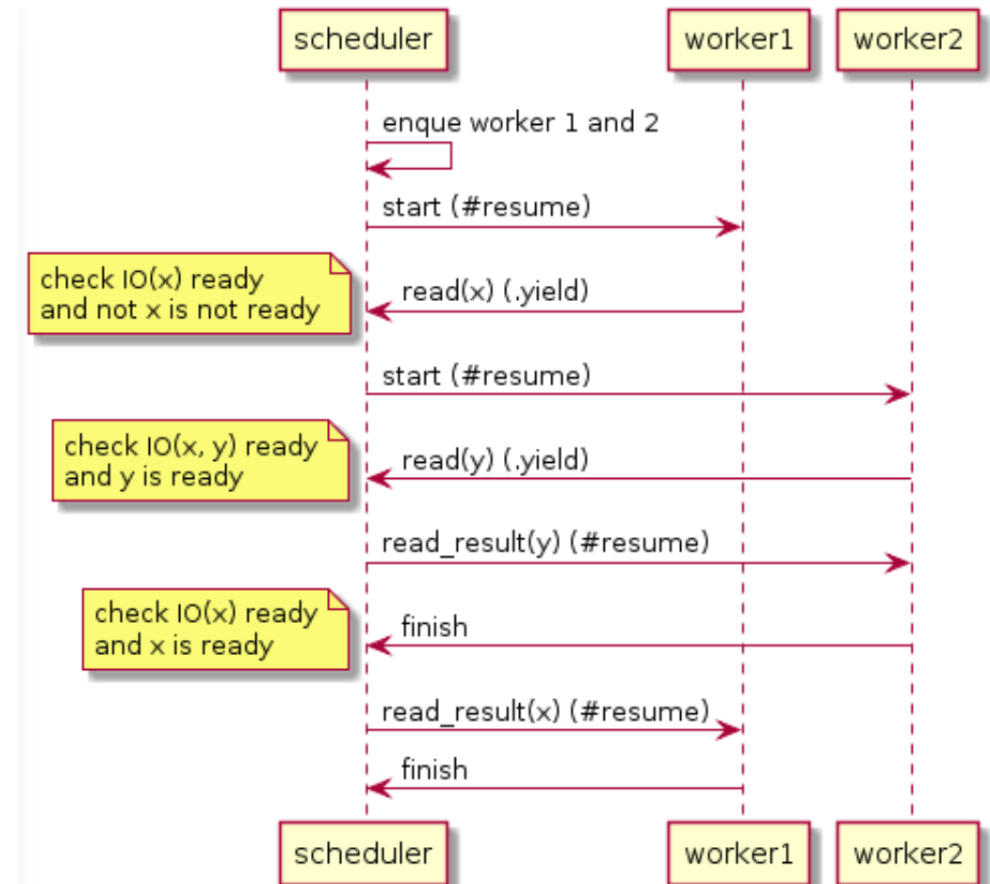 scheduler worker1 worker2
enque worker 1 and 2
start (#resume)
check IO(x) ready
and not x is not ready
read(x) (.yield)
start (#resume)
check IO(x, y) ready
and y is ready
read(y) (.yield)
read_result(y) (#resume)
check IO(x) ready
and x is ready
finish
read_result(x) (#resume)
finish
scheduler worker1 worker2